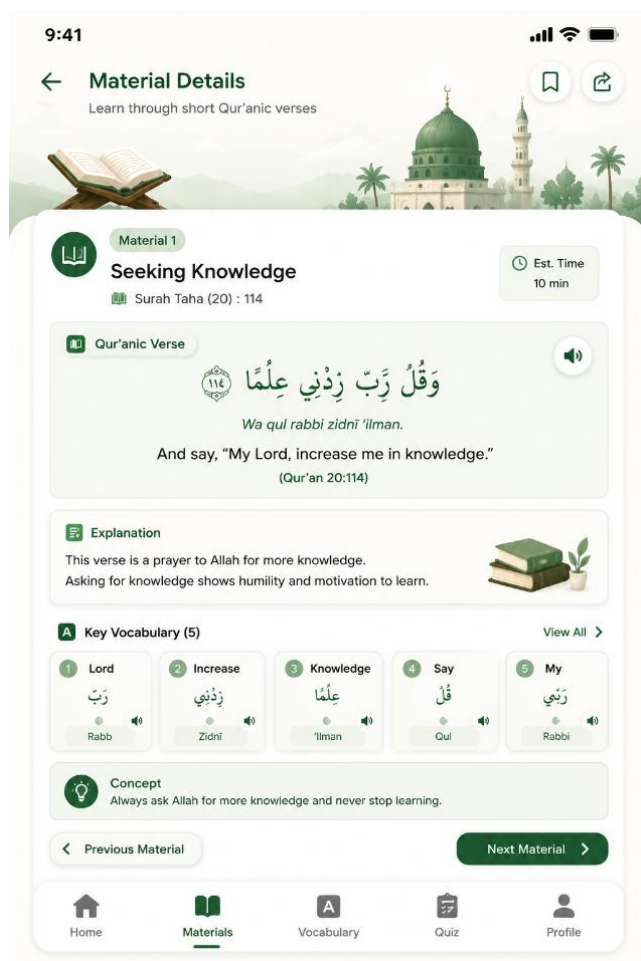 9:41
Material Details
Learn through short Qur'anic verses
Material 1
Seeking Knowledge
Surah Taha (20) : 114
Est. Time
10 min
Qur'anic Verse
وَقُلُ رَّبّ زِدْنِي عِلُمًا ١١٤
Wa qul rabbi zidnī ‘ilman.
And say, “My Lord, increase me in knowledge.”
(Qur'an 20:114)
Explanation
This verse is a prayer to Allah for more knowledge.
Asking for knowledge shows humility and motivation to learn.
A Key Vocabulary (5)
View All
1 Lord
رَبّ
Rabb
2 Increase
زِدْنِي
Zidnī
3 Knowledge
عِلُمًا
'Ilman
4 Say
قُلُ
Qul
5 My
رَبّي
Rabbi
Concept
Always ask Allah for more knowledge and never stop learning.
Previous Material
Next Material
Home
Materials
A
Vocabulary
Quiz
Profile